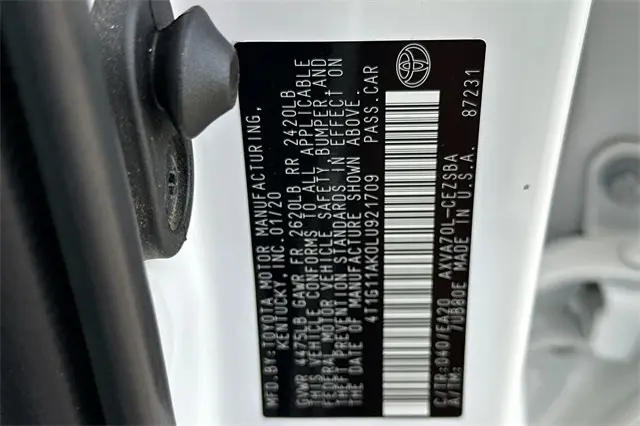 MFD.BY:TOYOTA MOTOR MANUFACTURING,
KENTUCKY, INC. 01/20
GVWR 4475LB GAWR FR 2620LB RR 2420LB
THIS VEHICLE CONFORMS TO ALL APPLICABLE
FEDERAL MOTOR VEHICLE SAFETY, BUMPER, AND
THEFT PREVENTION STANDARDS IN EFFECT ON
THE DATE OF MANUFACTURE SHOWN ABOVE.
4T1G11AK0LU921709 PASS.CAR
C/TR:040/EA20 AXVA70L-CEZSBA
A/TM: 7UB80E MADE IN U.S.A. 87231